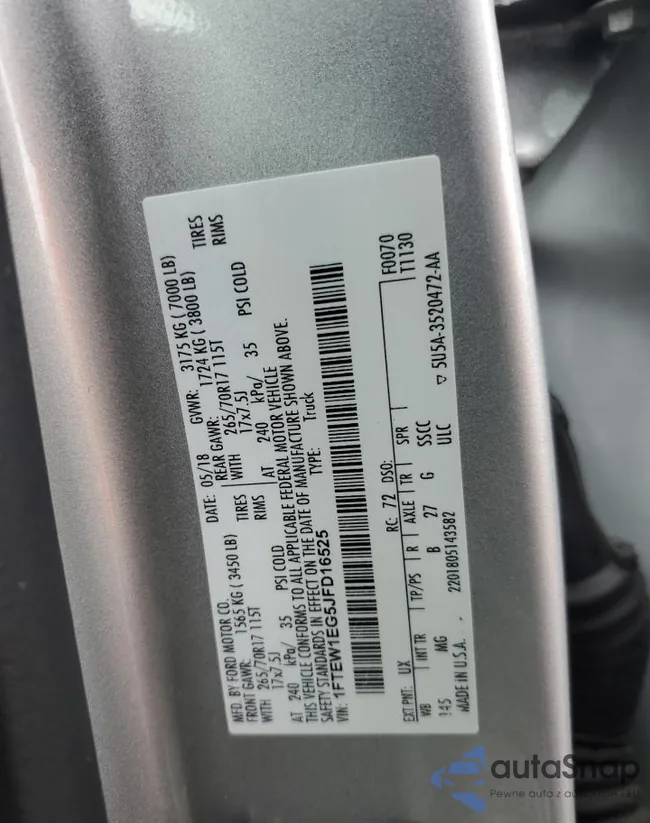 MFD. BY FORD MOTOR CO.
DATE: 05/18 GVWR: 3175 KG ( 7000 LB)
FRONT GAWR: 1565 KG ( 3450 LB) REAR GAWR: 1724 KG ( 3800 LB)
WITH 265/70R17 115T TIRES WITH 265/70R17 115T TIRES
17x7.5J RIMS 17x7.5J RIMS
AT 240 kPa/ 35 PSI COLD AT 240 kPa/ 35 PSI COLD
THIS VEHICLE CONFORMS TO ALL APPLICABLE FEDERAL MOTOR VEHICLE
SAFETY STANDARDS IN EFFECT ON THE DATE OF MANUFACTURE SHOWN ABOVE.
VIN: 1FTEW1EG5JFD16525 TYPE: Truck
F0070
EXT PNT: UX RC: 72 DSO: T1130
WB INT TR TP/PS R AXLE TR SPR
145 MG B 27 G SSCC
MADE IN U.S.A. 2201805143582 ULC ▽ 5U5A-3520472-AA
autaSnap
Pewne auta z